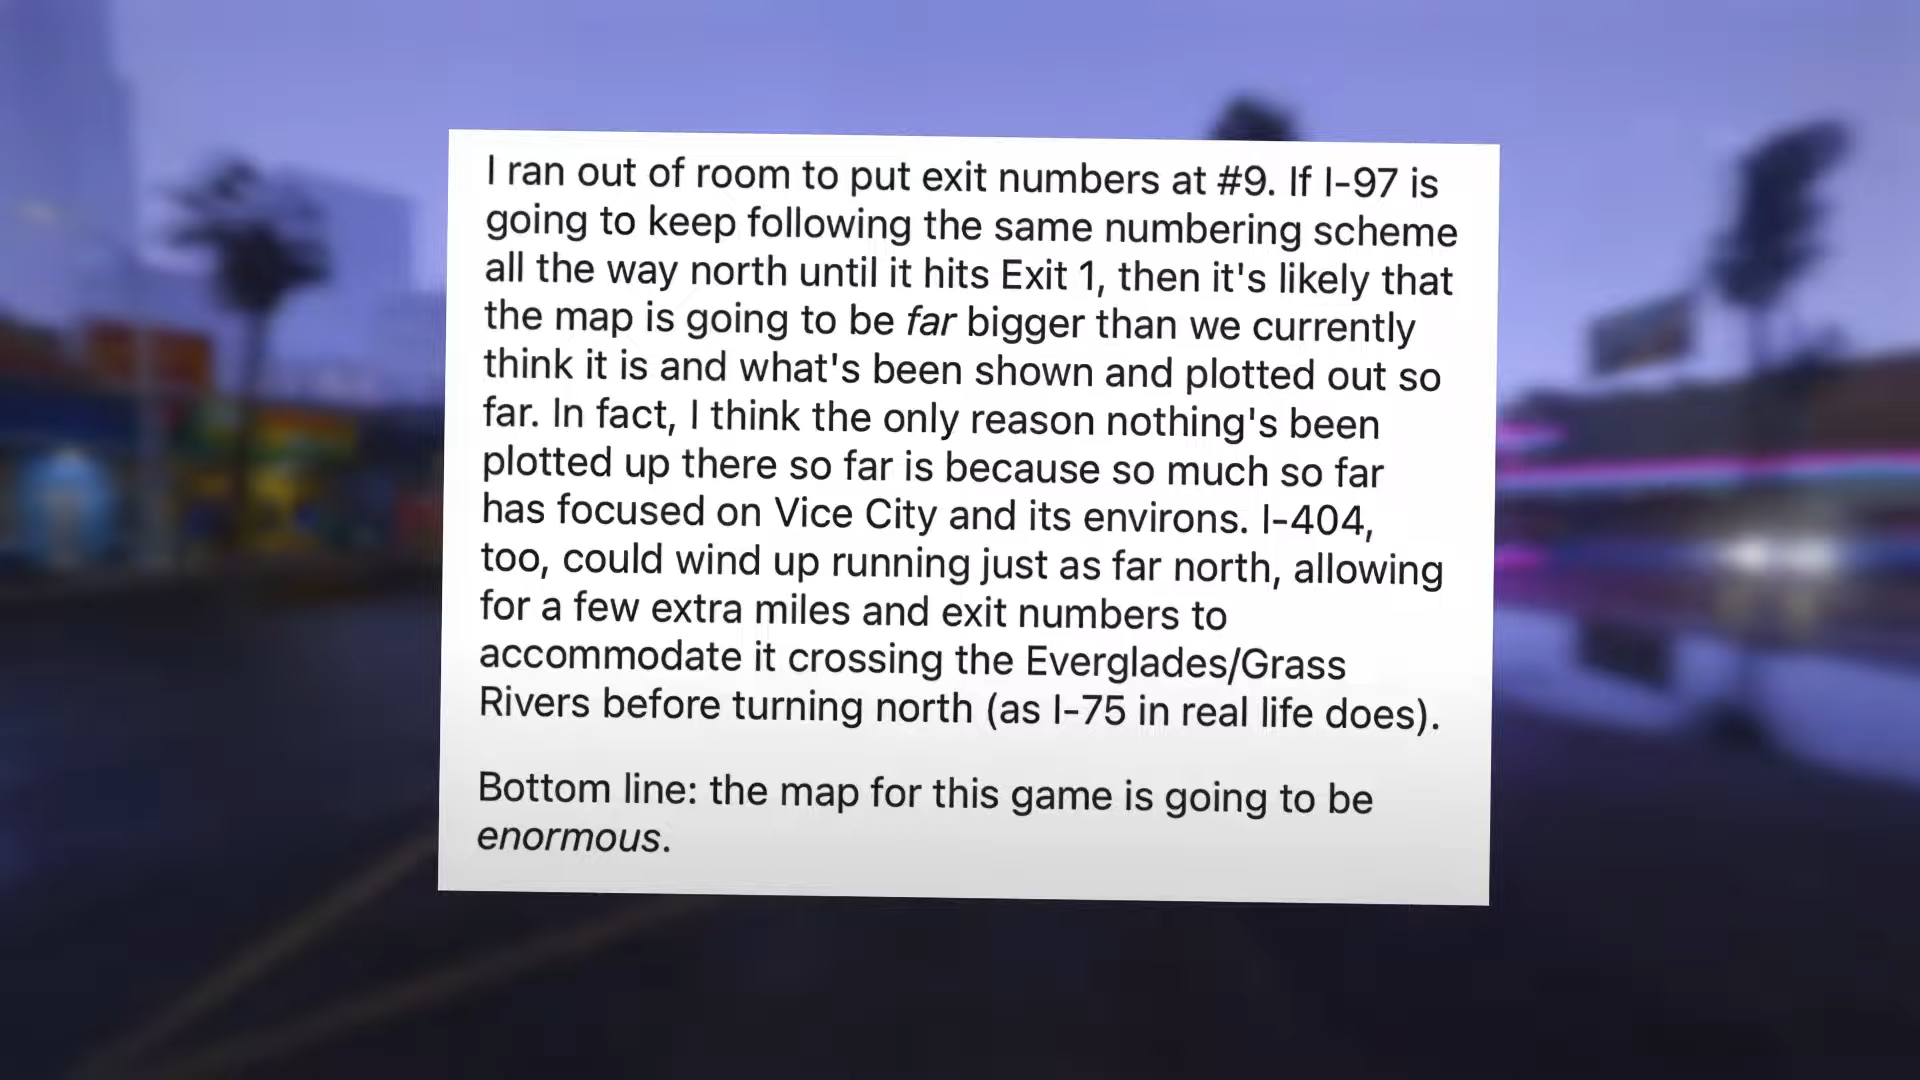 I ran out of room to put exit numbers at #9. If I-97 is
going to keep following the same numbering scheme
all the way north until it hits Exit 1, then it's likely that
the map is going to be far bigger than we currently
think it is and what's been shown and plotted out so
far. In fact, I think the only reason nothing's been
plotted up there so far is because so much so far
has focused on Vice City and its environs. I-404,
too, could wind up running just as far north, allowing
for a few extra miles and exit numbers to
accommodate it crossing the Everglades/Grass
Rivers before turning north (as I-75 in real life does).
Bottom line: the map for this game is going to be
enormous.